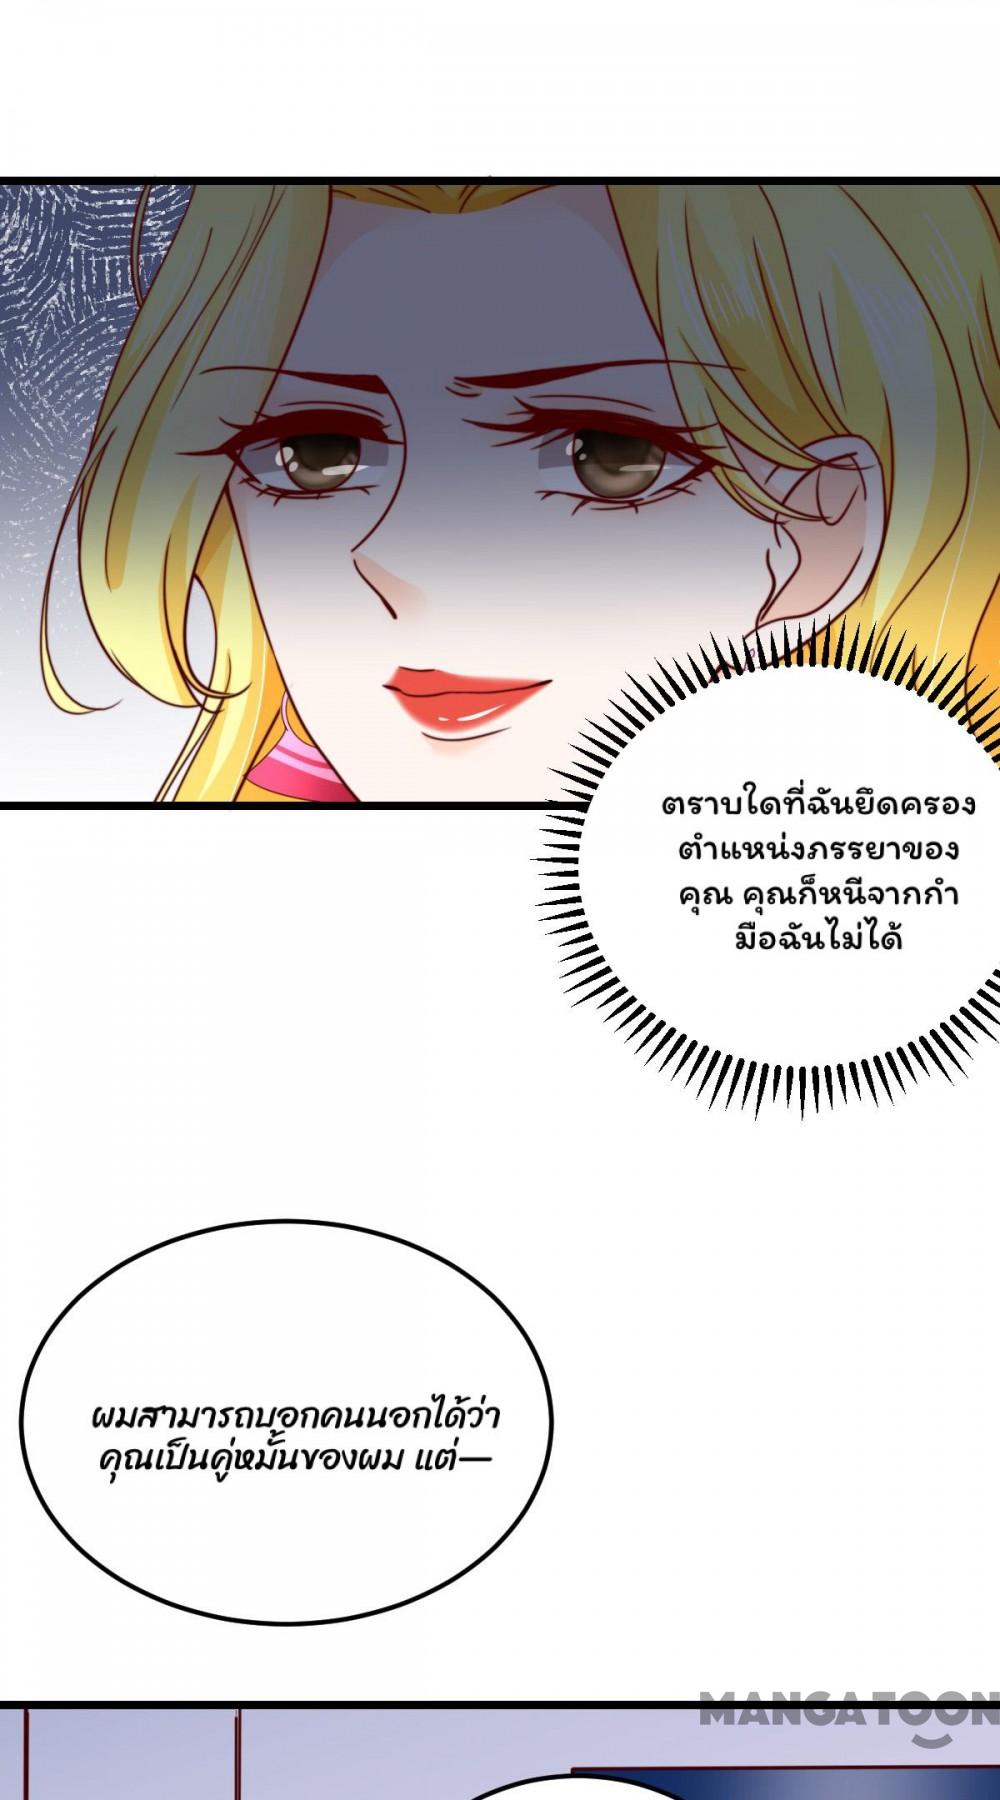 ตราบใดที่ฉันยึดครอง
ตำแหน่งภรรยาของ
คุณ คุณก็หนีจากกำ
มือฉันไม่ได้
ผมสามารถบอกคนนอกได้ว่า
คุณเป็นคู่หมั้นของผม แต่—
MANGATOON